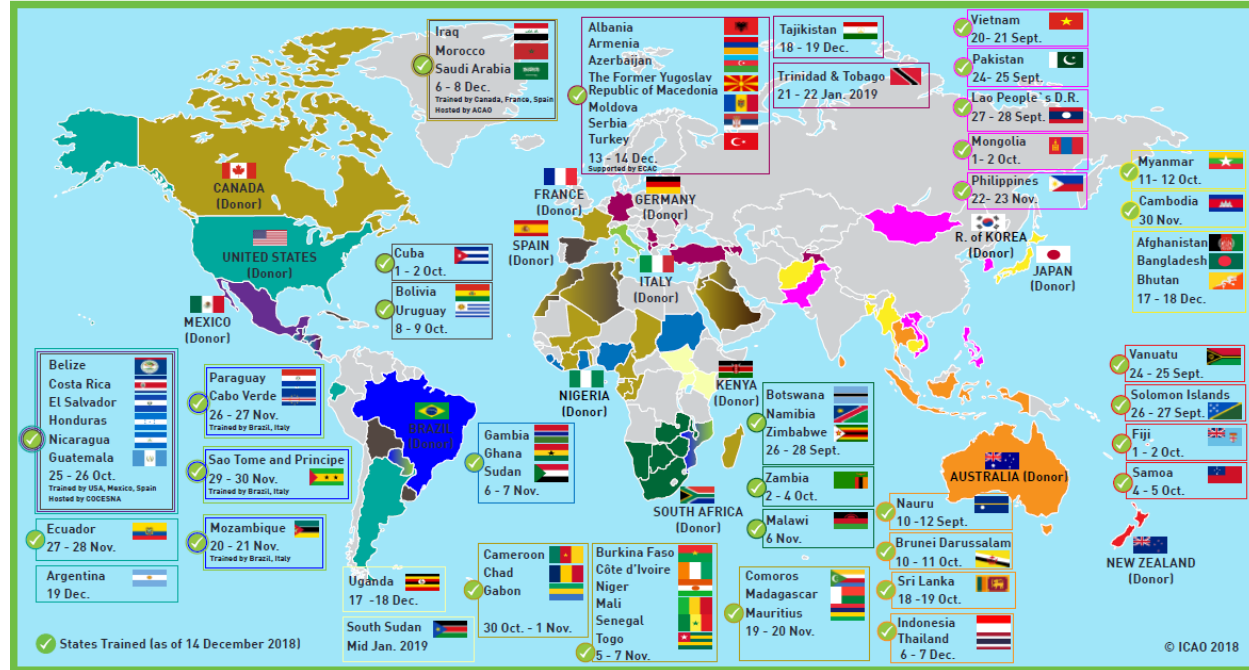 Iraq
Morocco
Saudi Arabia
6 - 8 Dec.
Trained by Canada, France, Spain
Hosted by ACAO
Albania
Armenia
Azerbaijan
The Former Yugoslav
Republic of Macedonia
Moldova
Serbia
Turkey
13 - 14 Dec.
Supported by ECAC
Tajikistan
18 - 19 Dec.
Trinidad & Tobago
21 - 22 Jan. 2019
Vietnam
20- 21 Sept.
Pakistan
24- 25 Sept.
Lao People`s D.R.
27 - 28 Sept.
Mongolia
1- 2 Oct.
Philippines
22- 23 Nov.
Myanmar
11- 12 Oct.
Cambodia
30 Nov.
Afghanistan
Bangladesh
Bhutan
17 - 18 Dec.
CANADA
(Donor)
UNITED STATES
(Donor)
MEXICO
(Donor)
FRANCE
(Donor)
GERMANY
(Donor)
SPAIN
(Donor)
ITALY
(Donor)
R. of KOREA
(Donor)
JAPAN
(Donor)
Cuba
1 - 2 Oct.
Bolivia
Uruguay
8 - 9 Oct.
Belize
Costa Rica
El Salvador
Honduras
Nicaragua
Guatemala
25 - 26 Oct.
Trained by USA, Mexico, Spain
Hosted by COCESNA
Ecuador
27 - 28 Nov.
Argentina
19 Dec.
Paraguay
Cabo Verde
26 - 27 Nov.
Trained by Brazil, Italy
Sao Tome and Principe
29 - 30 Nov.
Trained by Brazil, Italy
Mozambique
20 - 21 Nov.
Trained by Brazil, Italy
BRAZIL
(Donor)
Gambia
Ghana
Sudan
6 - 7 Nov.
NIGERIA
(Donor)
KENYA
(Donor)
SOUTH AFRICA
(Donor)
Botswana
Namibia
Zimbabwe
26 - 28 Sept.
Zambia
2 - 4 Oct.
Malawi
6 Nov.
Nauru
10 -12 Sept.
Brunei Darussalam
10 - 11 Oct.
Sri Lanka
18 -19 Oct.
Indonesia
Thailand
6 - 7 Dec.
AUSTRALIA (Donor)
Vanuatu
24 - 25 Sept.
Solomon Islands
26 - 27 Sept.
Fiji
1 - 2 Oct.
Samoa
4 - 5 Oct.
NEW ZEALAND
(Donor)
Uganda
17 -18 Dec.
South Sudan
Mid Jan. 2019
Cameroon
Chad
Gabon
30 Oct. - 1 Nov.
Burkina Faso
Côte d'Ivoire
Niger
Mali
Senegal
Togo
5 - 7 Nov.
Comoros
Madagascar
Mauritius
19 - 20 Nov.
States Trained (as of 14 December 2018)
© ICAO 2018